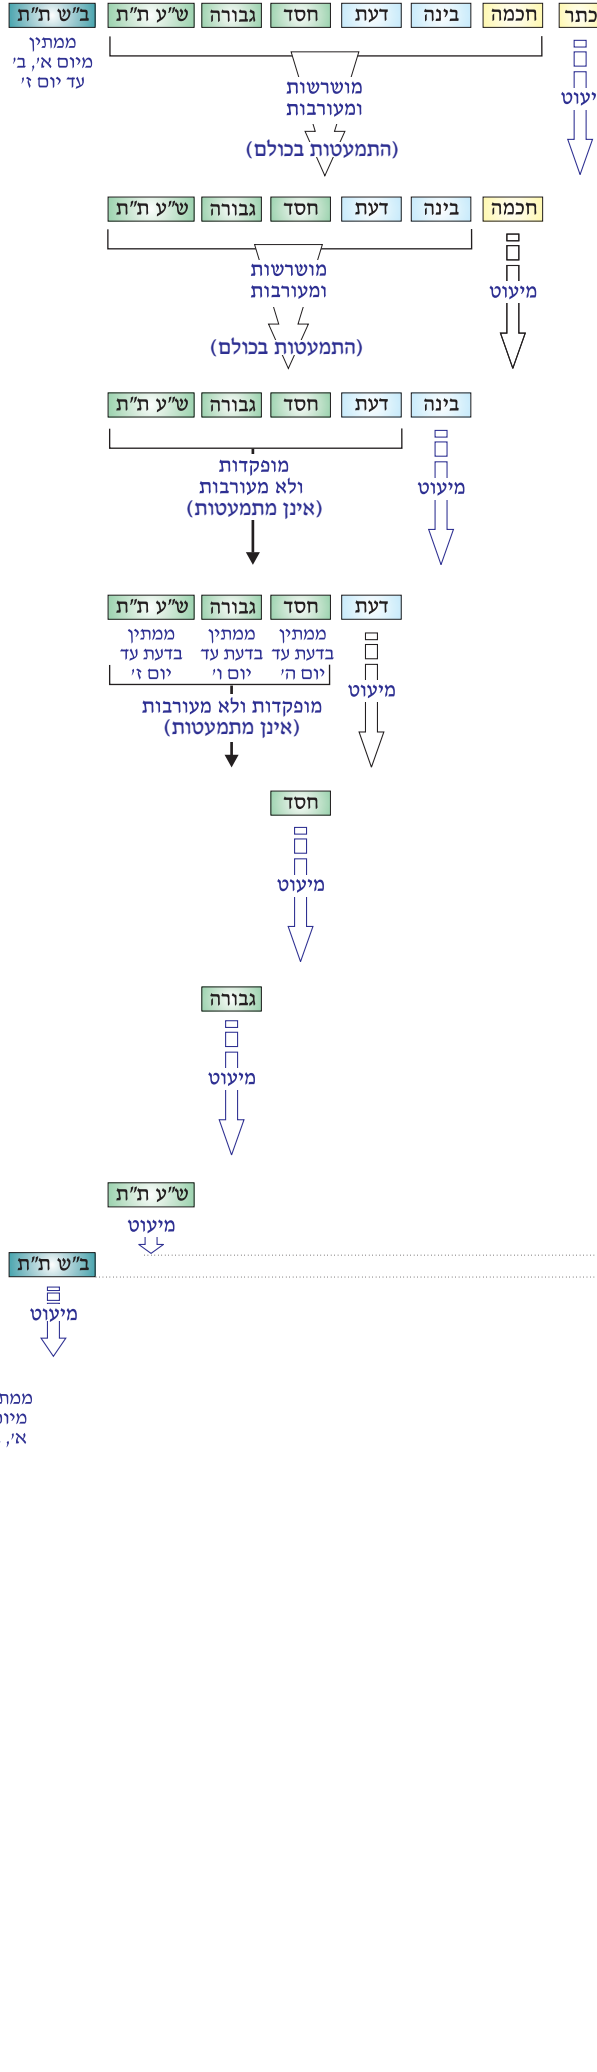 כתר חכמה בינה דעת חסד גבורה ש"ע ת"ת ב"ש ת"ת
ממתין
מיום א', ב'
עד יום ז'
מושרשות
ומעורבות
(התמעטות בכולם)
חכמה בינה דעת חסד גבורה ש"ע ת"ת
מושרשות
ומעורבות
מיעוט
(התמעטות בכולם)
בינה דעת חסד גבורה ש"ע ת"ת
מופקדות
ולא מעורבות
(אינן מתמעטות)
מיעוט
דעת חסד גבורה ש"ע ת"ת
ממתין
בדעת עד
יום ה'
ממתין
בדעת עד
יום ו'
ממתין
בדעת עד
יום ז'
מיעוט
מופקדות ולא מעורבות
(אינן מתמעטות)
חסד
מיעוט
גבורה
מיעוט
ש"ע ת"ת
מיעוט
ב"ש ת"ת
מיעוט